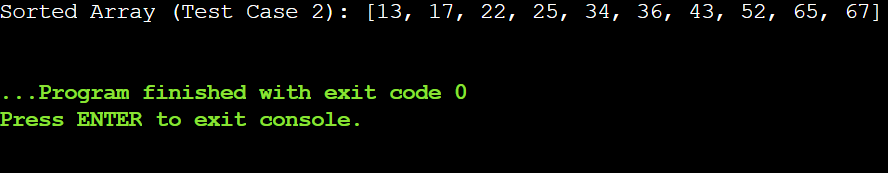 Sorted Array (Test Case 2): [13, 17, 22, 25, 34, 36, 43, 52, 65, 67]
...Program finished with exit code 0
Press ENTER to exit console.